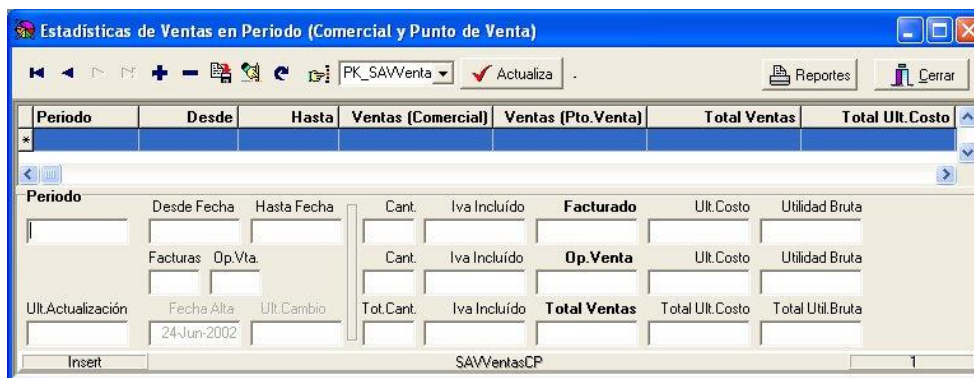 Estadísticas de Ventas en Periodo (Comercial y Punto de Venta)
PK_SAVVenta Actualiza . Reportes Cerrar
Periodo Desde Hasta Ventas (Comercial) Ventas (Pto.Venta) Total Ventas Total Ult.Costo
*
Periodo Desde Fecha Hasta Fecha Cant. Iva Incluído Facturado Ult.Costo Utilidad Bruta
Facturas Op.Vta. Cant. Iva Incluído Op.Venta Ult.Costo Utilidad Bruta
Ult.Actualización Fecha Alta Ult.Cambio Tot.Cant. Iva Incluído Total Ventas Total Ult.Costo Total Util.Bruta
24-Jun-2002
Insert SAVVentasCP 1